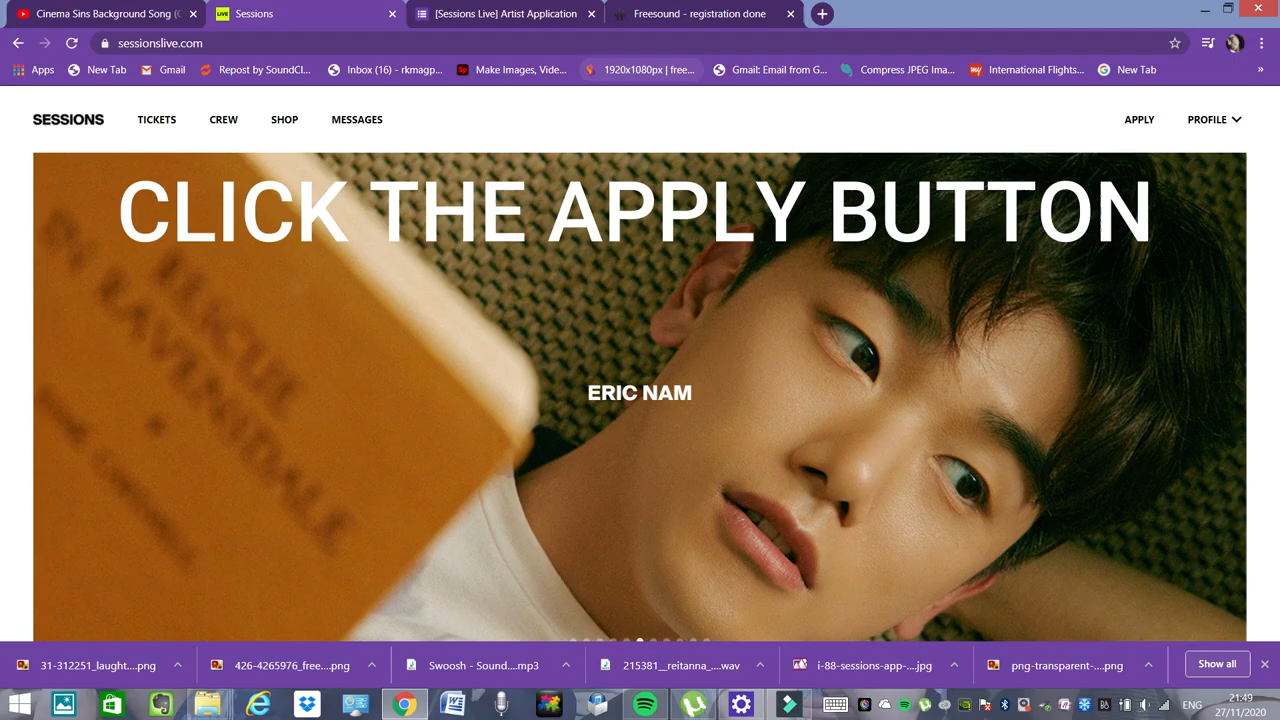 Cinema Sins Background Song (
Sessions
[Sessions Live] Artist Application
Freesound - registration done
sessionslive.com
Apps
New Tab
Gmail
Repost by SoundCl...
Inbox (16) - rkmagp...
Make Images, Vide...
1920x1080px | free...
Gmail: Email from G...
Compress JPEG Ima...
International Flights...
New Tab
SESSIONS
TICKETS
CREW
SHOP
MESSAGES
APPLY
PROFILE
CLICK THE APPLY BUTTON
ERIC NAM
31-312251_laught....png
426-4265976_free....png
Swoosh - Sound....mp3
215381__reitanna_....wav
i-88-sessions-app-....jpg
png-transparent-....png
Show all
ENG
21:49
27/11/2020